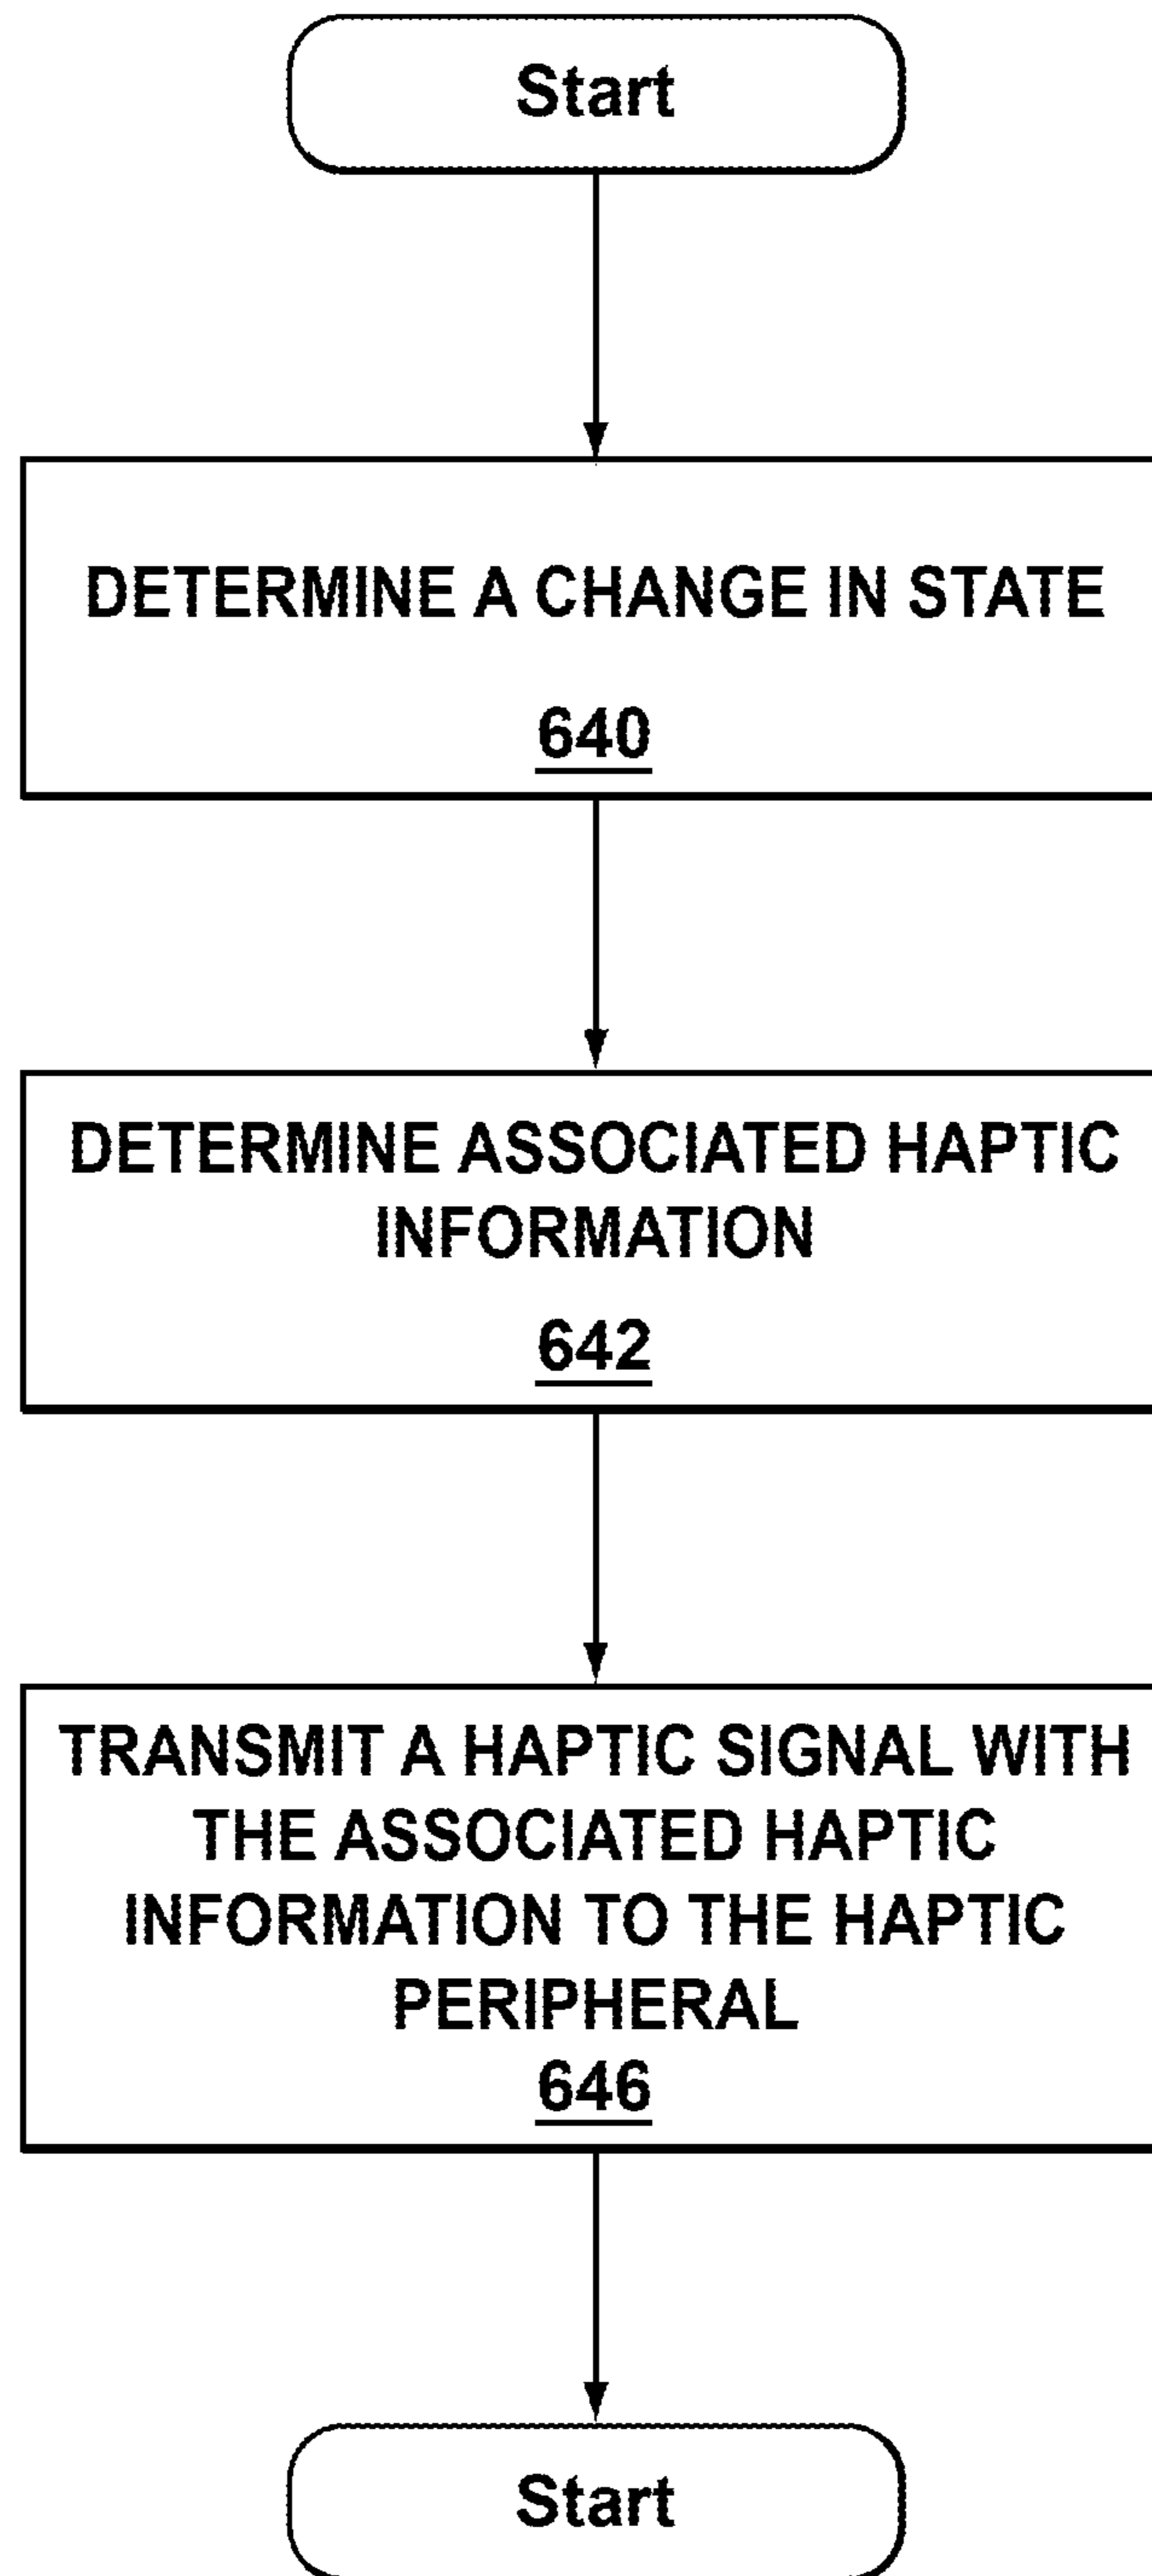 Start
DETERMINE A CHANGE IN STATE
640
DETERMINE ASSOCIATED HAPTIC
INFORMATION
642
TRANSMIT A HAPTIC SIGNAL WITH
THE ASSOCIATED HAPTIC
INFORMATION TO THE HAPTIC
PERIPHERAL
646
Start